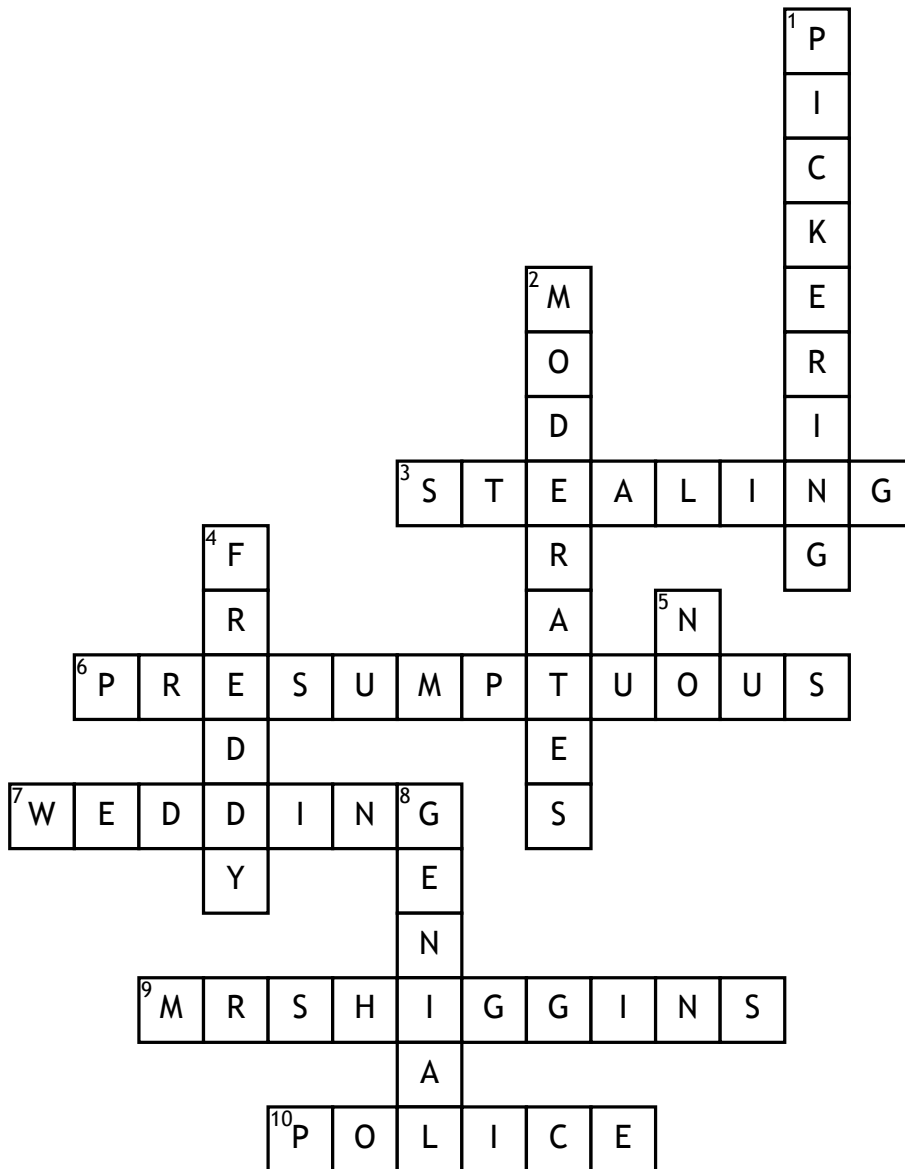 1 P
I
C
K
2 M E
O R
D I
3 S T E A L I N G
4 F R G
R A 5 N
6 P R E S U M P T U O U S
D E
7 W E D D I N 8 G S
Y E
N
9 M R S H I G G I N S
A
10 P O L I C E